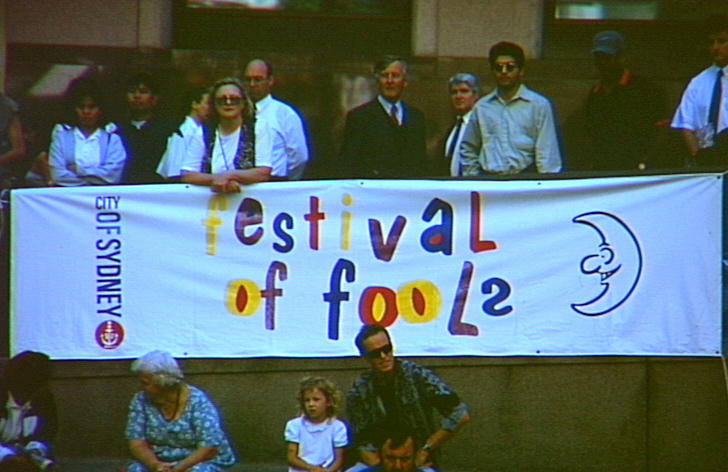 CITY
OF SYDNEY
festival
of fools